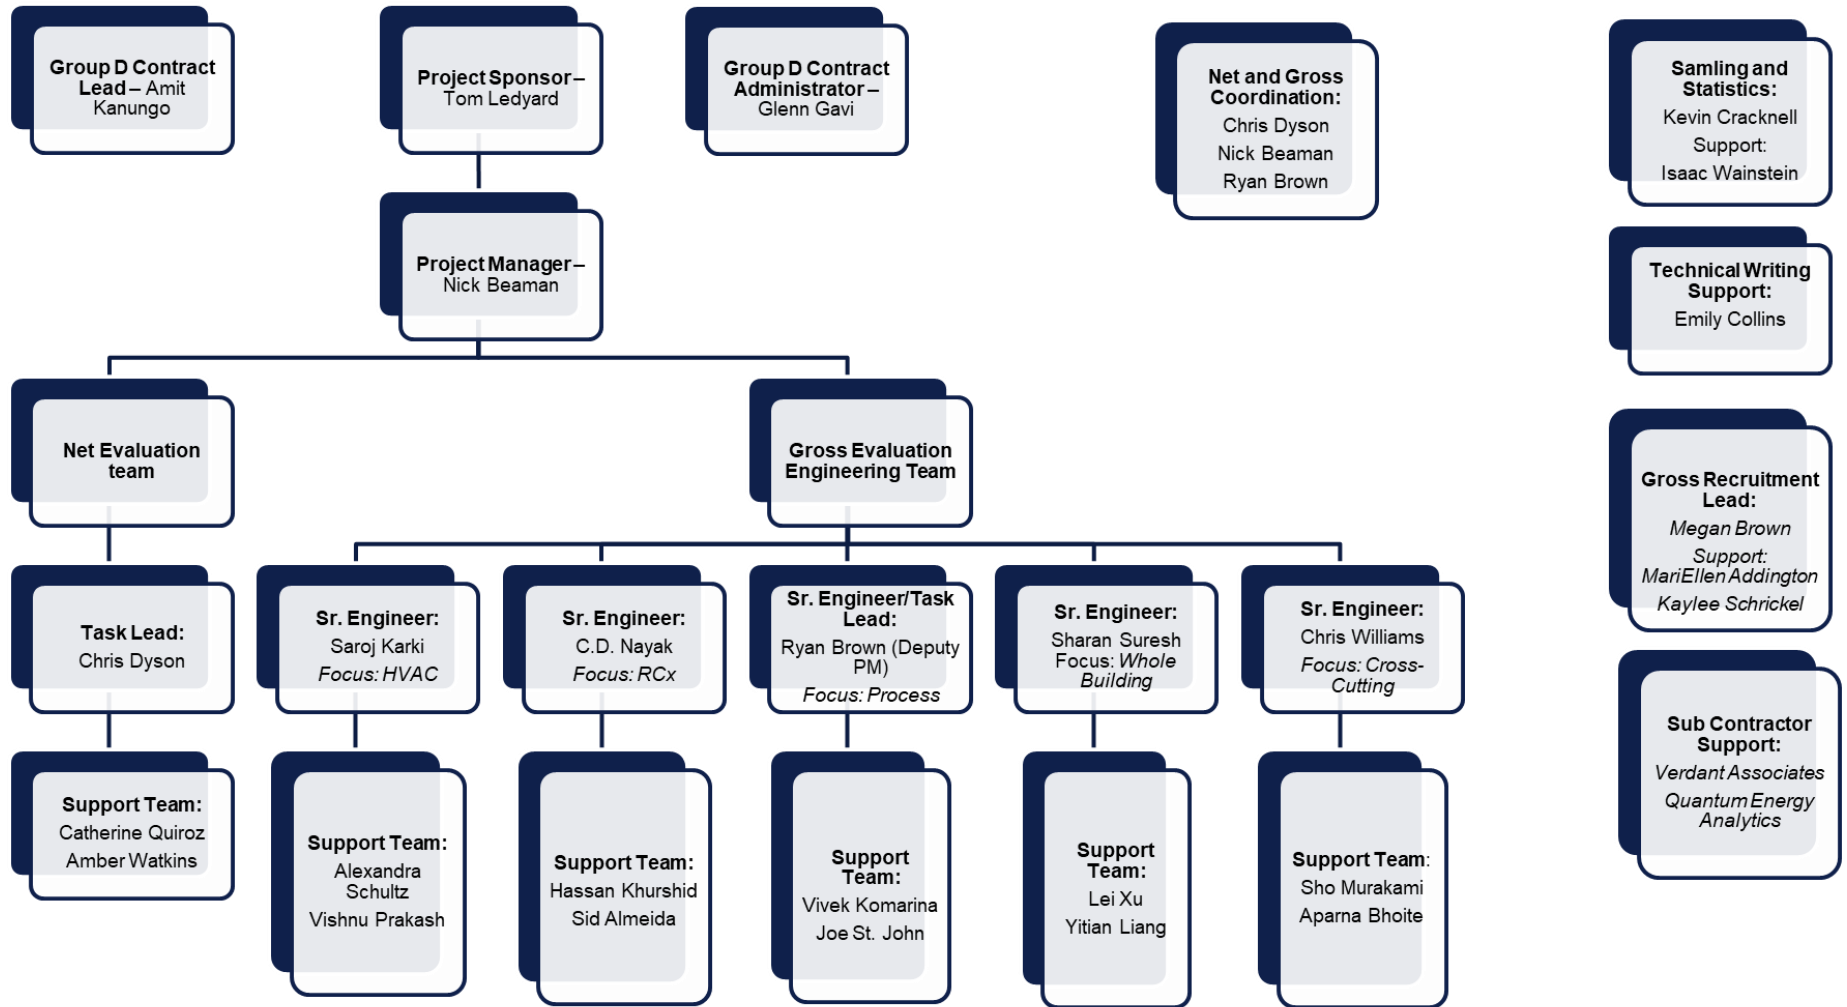 Group D Contract
Lead – Amit
Kanungo
Project Sponsor –
Tom Ledyard
Group D Contract
Administrator –
Glenn Gavi
Net and Gross
Coordination:
Chris Dyson
Nick Beaman
Ryan Brown
Samling and
Statistics:
Kevin Cracknell
Support:
Isaac Wainstein
Project Manager –
Nick Beaman
Technical Writing
Support:
Emily Collins
Net Evaluation
team
Gross Evaluation
Engineering Team
Gross Recruitment
Lead:
Megan Brown
Support:
MariEllen Addington
Kaylee Schrickel
Task Lead:
Chris Dyson
Sr. Engineer:
Saroj Karki
Focus: HVAC
Sr. Engineer:
C.D. Nayak
Focus: RCx
Sr. Engineer/Task
Lead:
Ryan Brown (Deputy
PM)
Focus: Process
Sr. Engineer:
Sharan Suresh
Focus: Whole
Building
Sr. Engineer:
Chris Williams
Focus: Cross-
Cutting
Sub Contractor
Support:
Verdant Associates
Quantum Energy
Analytics
Support Team:
Catherine Quiroz
Amber Watkins
Support Team:
Alexandra
Schultz
Vishnu Prakash
Support Team:
Hassan Khurshid
Sid Almeida
Support
Team:
Vivek Komarina
Joe St. John
Support
Team:
Lei Xu
Yitian Liang
Support Team:
Sho Murakami
Aparna Bhoite